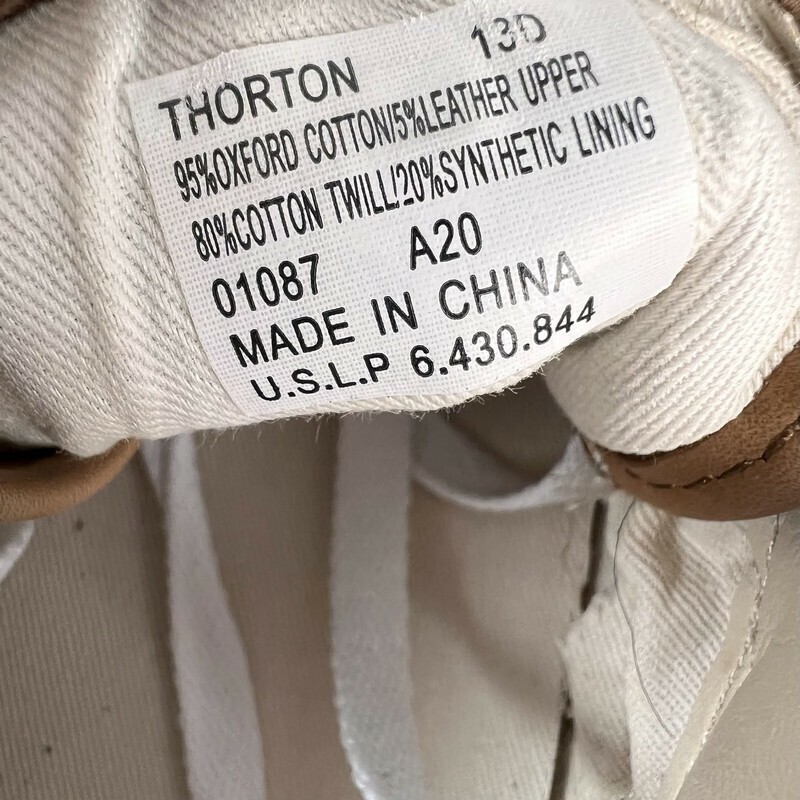 THORTON 13D
95%OXFORD COTTON/5%LEATHER UPPER
80%COTTON TWILL/20%SYNTHETIC LINING
01087 A20
MADE IN CHINA
U.S.L.P 6.430.844